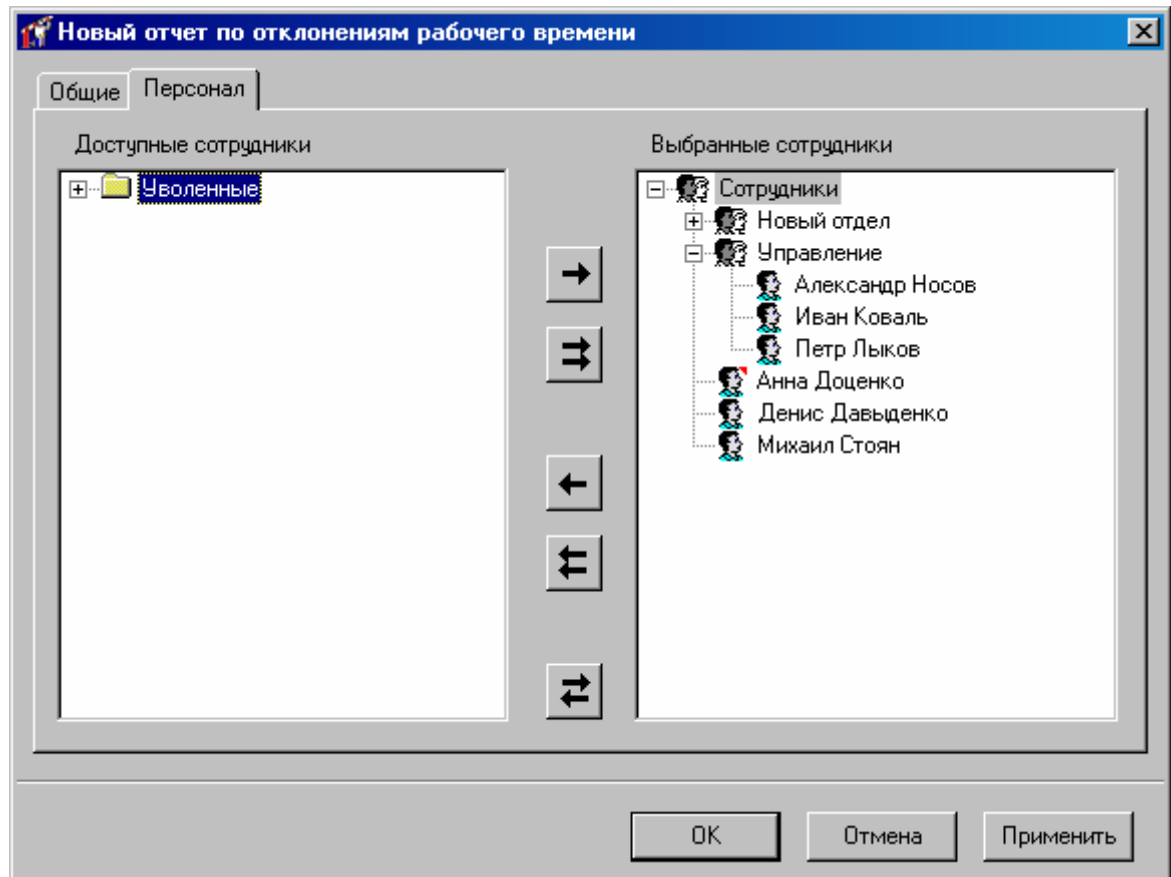 Новый отчет по отклонениям рабочего времени
Общие
Персонал
Доступные сотрудники
Уволенные
Выбранные сотрудники
Сотрудники
Новый отдел
Управление
Александр Носов
Иван Коваль
Петр Лыков
Анна Доценко
Денис Давыденко
Михаил Стоян
OK
Отмена
Применить